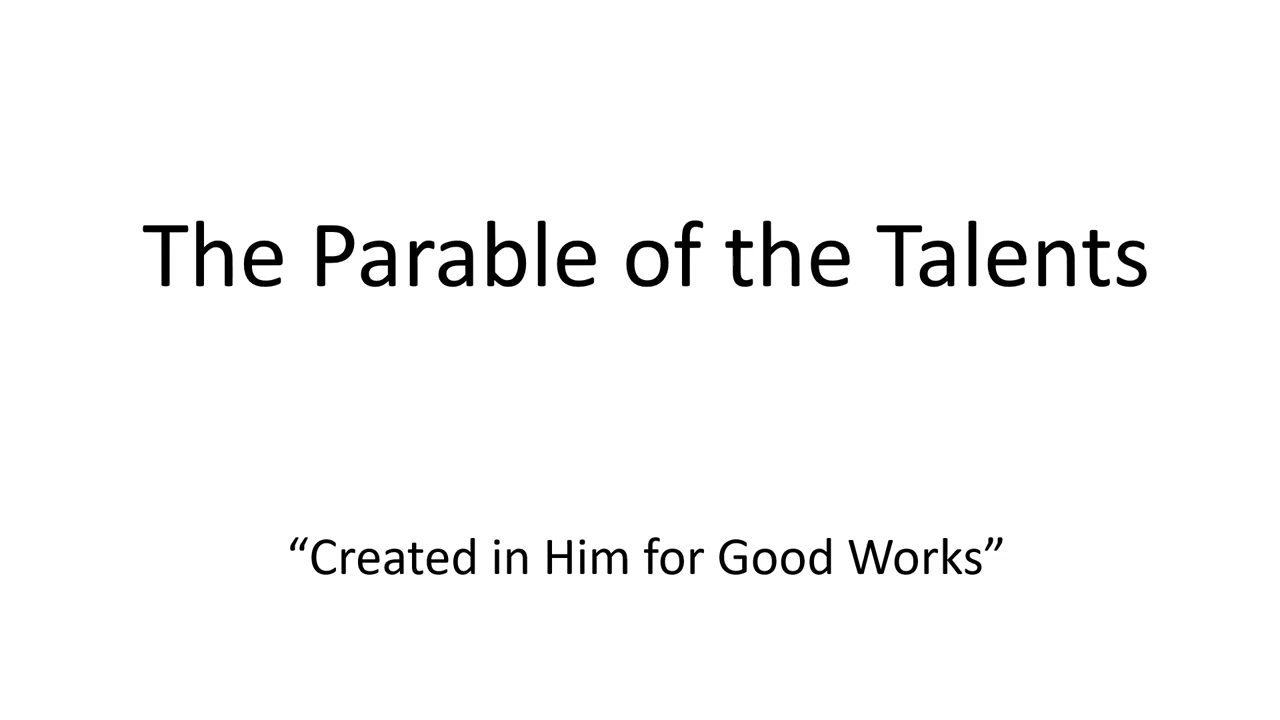 The Parable of the Talents
“Created in Him for Good Works”